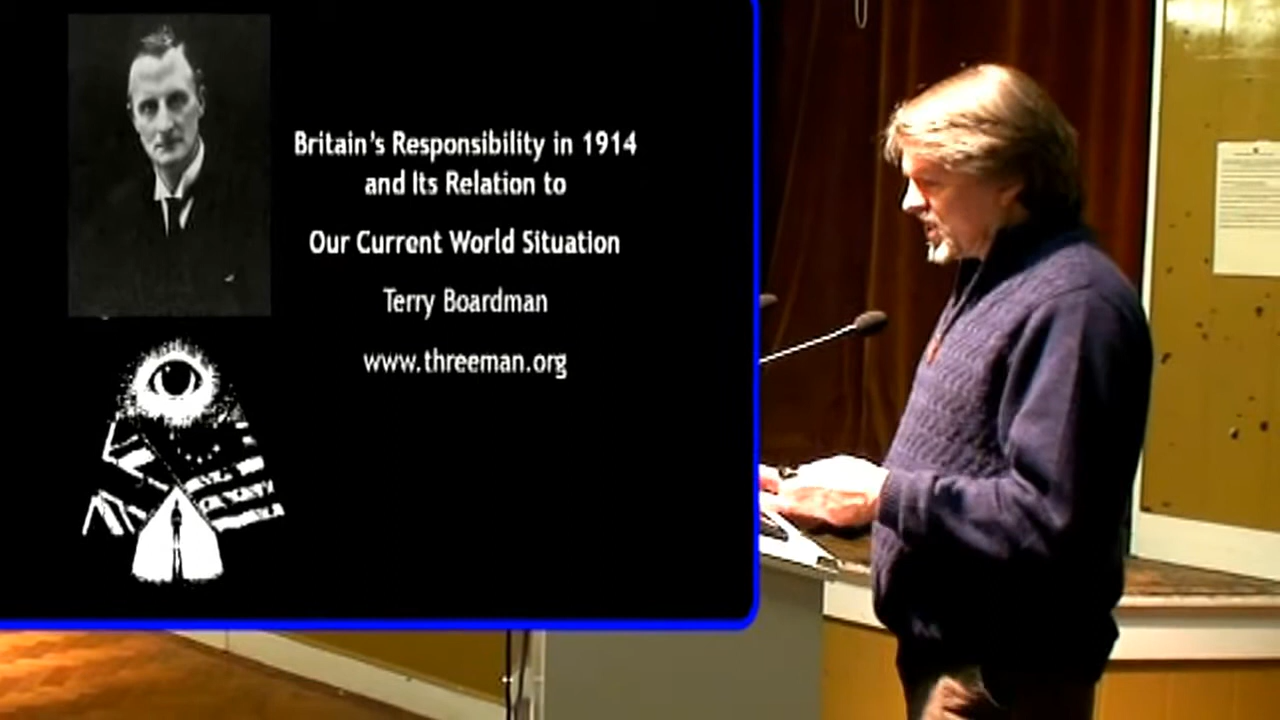 Britain's Responsibility in 1914
and Its Relation to
Our Current World Situation
Terry Boardman
www.threeman.org